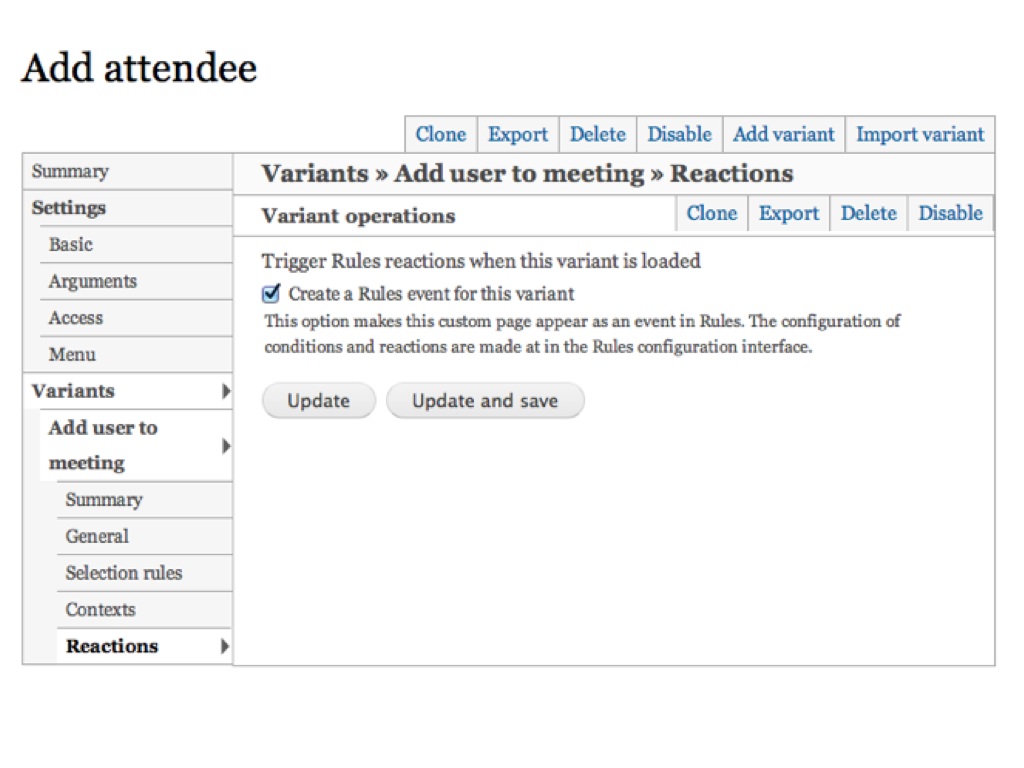 Add attendee
Clone Export Delete Disable Add variant Import variant
Summary
Settings
Basic
Arguments
Access
Menu
Variants
Add user to
meeting
Summary
General
Selection rules
Contexts
Reactions
Variants » Add user to meeting » Reactions
Variant operations Clone Export Delete Disable
Trigger Rules reactions when this variant is loaded
Create a Rules event for this variant
This option makes this custom page appear as an event in Rules. The configuration of
conditions and reactions are made at in the Rules configuration interface.
Update Update and save